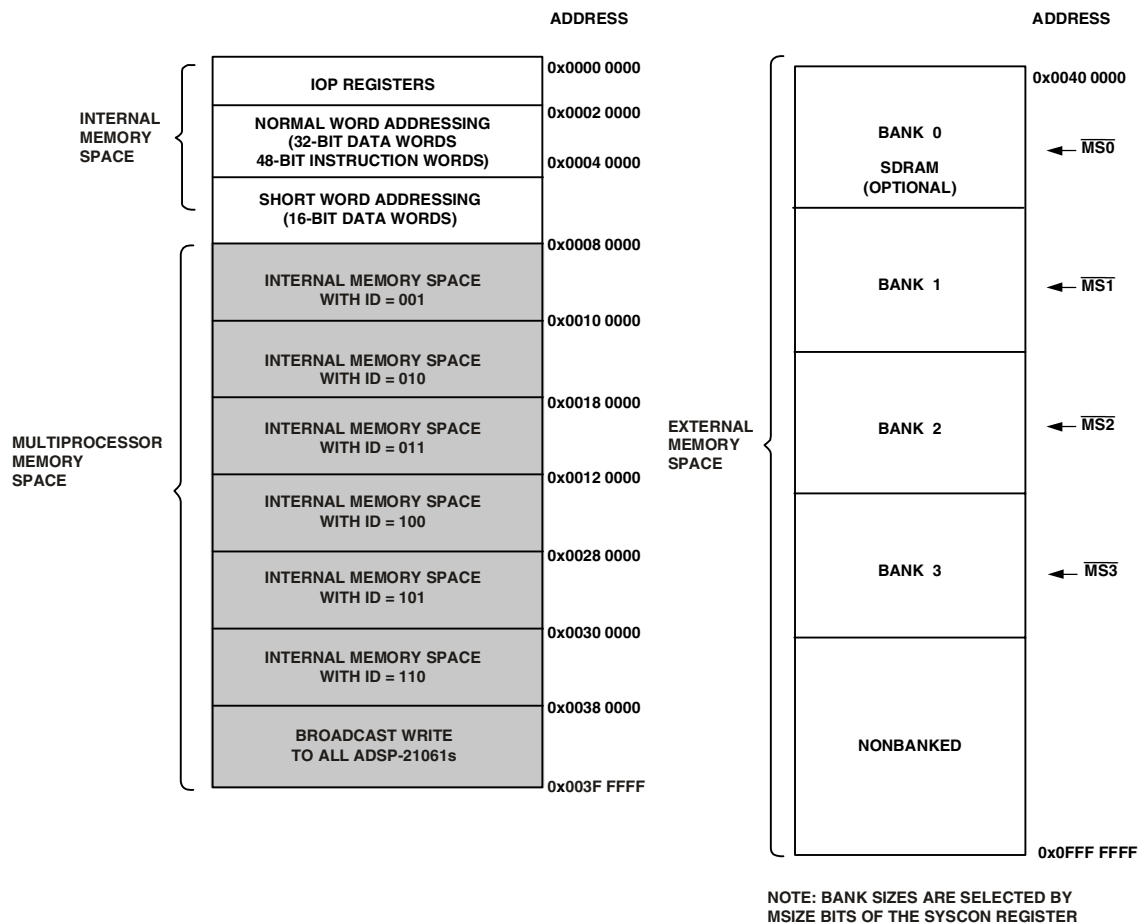 ADDRESS
0x0000 0000
IOP REGISTERS
0x0002 0000
INTERNAL
MEMORY
SPACE
NORMAL WORD ADDRESSING
(32-BIT DATA WORDS
48-BIT INSTRUCTION WORDS)
0x0004 0000
SHORT WORD ADDRESSING
(16-BIT DATA WORDS)
0x0008 0000
INTERNAL MEMORY SPACE
WITH ID = 001
0x0010 0000
INTERNAL MEMORY SPACE
WITH ID = 010
0x0018 0000
MULTIPROCESSOR
MEMORY
SPACE
INTERNAL MEMORY SPACE
WITH ID = 011
0x0012 0000
INTERNAL MEMORY SPACE
WITH ID = 100
0x0028 0000
INTERNAL MEMORY SPACE
WITH ID = 101
0x0030 0000
INTERNAL MEMORY SPACE
WITH ID = 110
0x0038 0000
BROADCAST WRITE
TO ALL ADSP-21061s
0x003F FFFF
ADDRESS
0x0040 0000
BANK 0
MS0
SDRAM
(OPTIONAL)
BANK 1
MS1
EXTERNAL
MEMORY
SPACE
BANK 2
MS2
BANK 3
MS3
NONBANKED
0x0FFF FFFF
NOTE: BANK SIZES ARE SELECTED BY
MSIZE BITS OF THE SYSCON REGISTER